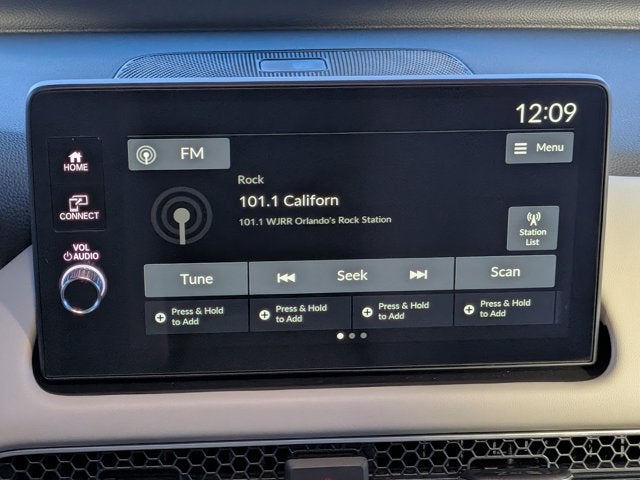 12:09
HOME
FM
Menu
Rock
101.1 Californ
101.1 WJRR Orlando's Rock Station
CONNECT
Station
List
VOL
AUDIO
Tune
Seek
Scan
Press & Hold
to Add
Press & Hold
to Add
Press & Hold
to Add
Press & Hold
to Add